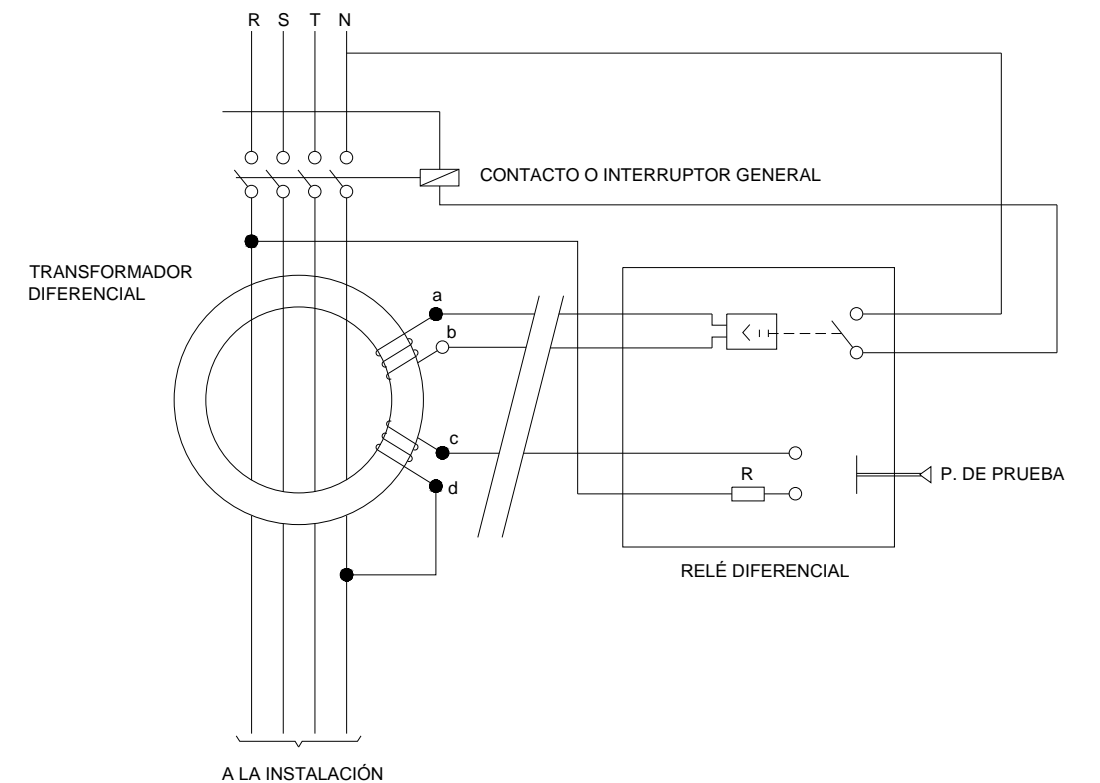 R S T N
CONTACTO O INTERRUPTOR GENERAL
TRANSFORMADOR
DIFERENCIAL
a
b
c
d
R
P. DE PRUEBA
RELÉ DIFERENCIAL
A LA INSTALACIÓN